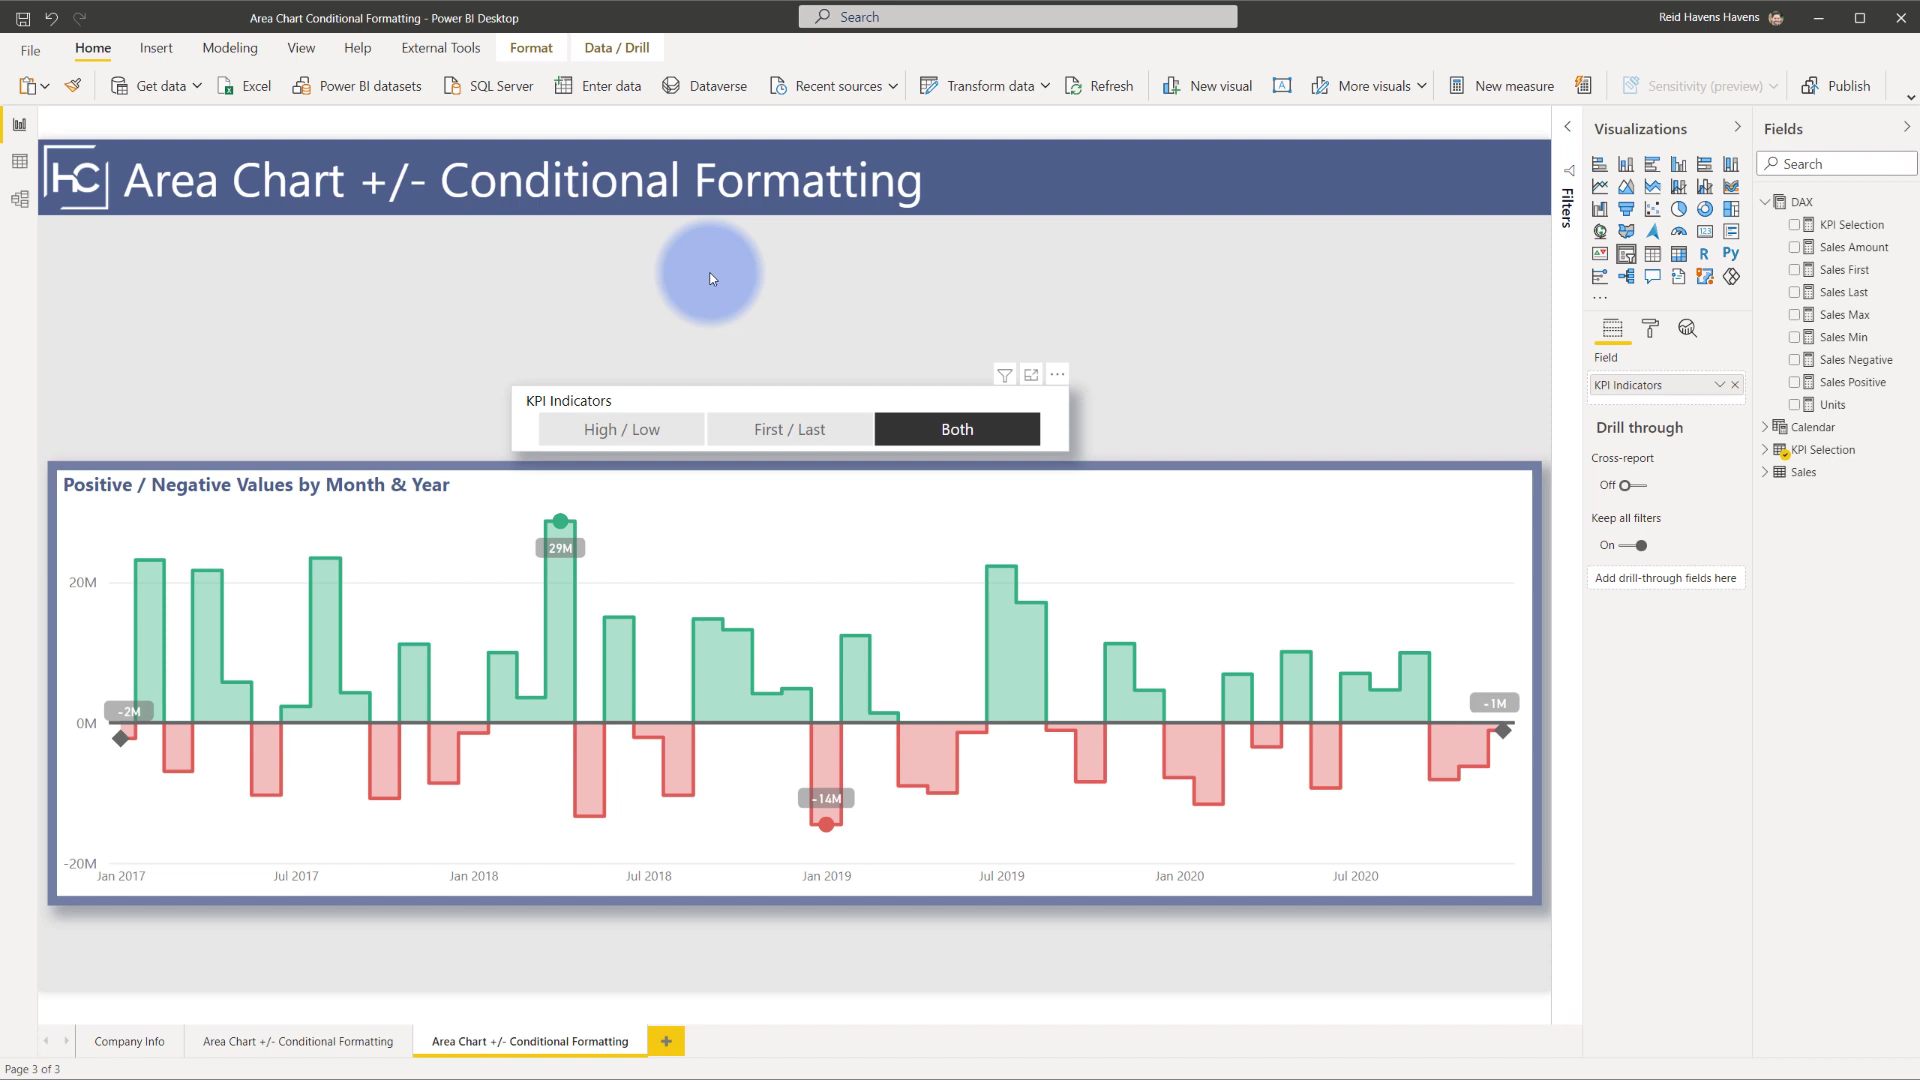 Area Chart Conditional Formatting - Power BI Desktop
Search
Reid Havens Havens
File
Home
Insert
Modeling
View
Help
External Tools
Format
Data / Drill
Get data
Excel
Power BI datasets
SQL Server
Enter data
Dataverse
Recent sources
Transform data
Refresh
New visual
More visuals
New measure
Sensitivity (preview)
Publish
HC
Area Chart +/- Conditional Formatting
KPI Indicators
High / Low
First / Last
Both
Positive / Negative Values by Month & Year
29M
20M
-2M
-1M
0M
-14M
-20M
Jan 2017
Jul 2017
Jan 2018
Jul 2018
Jan 2019
Jul 2019
Jan 2020
Jul 2020
Filters
Visualizations
123
R
Py
Field
KPI Indicators
Drill through
Cross-report
Off
Keep all filters
On
Add drill-through fields here
Fields
Search
DAX
KPI Selection
Sales Amount
Sales First
Sales Last
Sales Max
Sales Min
Sales Negative
Sales Positive
Units
Calendar
KPI Selection
Sales
Company Info
Area Chart +/- Conditional Formatting
Area Chart +/- Conditional Formatting
Page 3 of 3